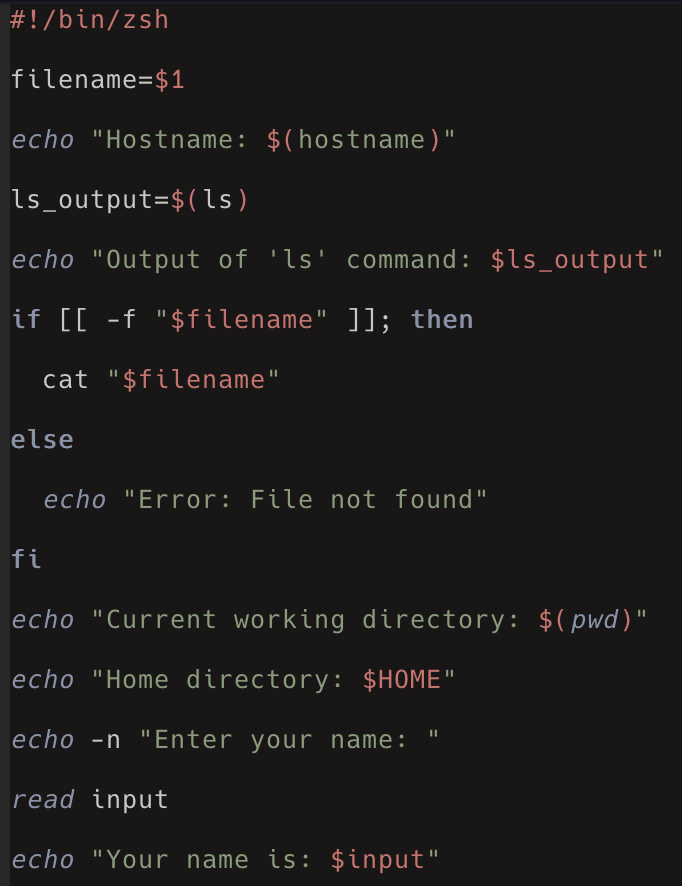 #!/bin/zsh
filename=$1
echo "Hostname: $(hostname)"
ls_output=$(ls)
echo "Output of 'ls' command: $ls_output"
if [[ -f "$filename" ]]; then
  cat "$filename"
else
  echo "Error: File not found"
fi
echo "Current working directory: $(pwd)"
echo "Home directory: $HOME"
echo -n "Enter your name: "
read input
echo "Your name is: $input"